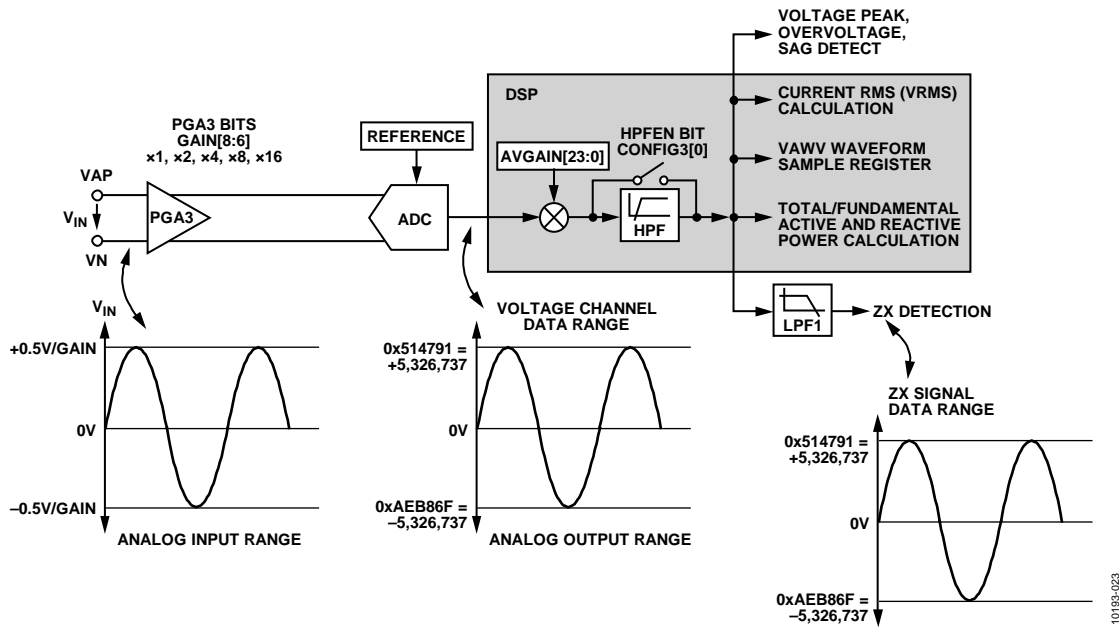 VOLTAGE PEAK,
OVERVOLTAGE,
SAG DETECT
DSP
CURRENT RMS (VRMS)
CALCULATION
PGA3 BITS
GAIN[8:6]
×1, ×2, ×4, ×8, ×16
REFERENCE
HPFEN BIT
CONFIG3[0]
AVGAIN[23:0]
VAWV WAVEFORM
SAMPLE REGISTER
VAP
VIN
PGA3
ADC
HPF
TOTAL/FUNDAMENTAL
ACTIVE AND REACTIVE
POWER CALCULATION
VN
LPF1
ZX DETECTION
VIN
+0.5V/GAIN
0V
–0.5V/GAIN
ANALOG INPUT RANGE
VOLTAGE CHANNEL
DATA RANGE
0x514791 =
+5,326,737
0V
0xAEB86F =
–5,326,737
ANALOG OUTPUT RANGE
ZX SIGNAL
DATA RANGE
0x514791 =
+5,326,737
0V
0xAEB86F =
–5,326,737
10193-023